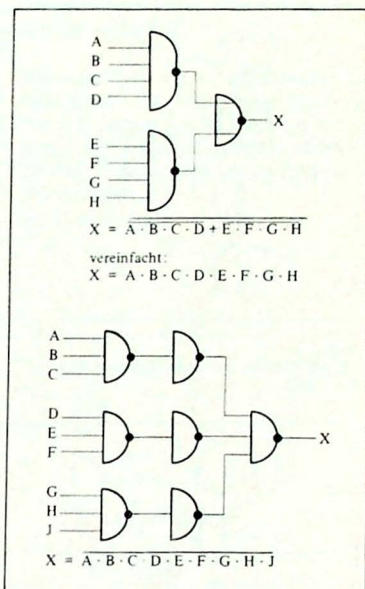 A
B
C
D
X
E
F
G
H
X = A · B · C · D + E · F · G · H
vereinfacht:
X = A · B · C · D · E · F · G · H
A
B
C
D
E
F
X
G
H
J
X = A · B · C · D · E · F · G · H · J